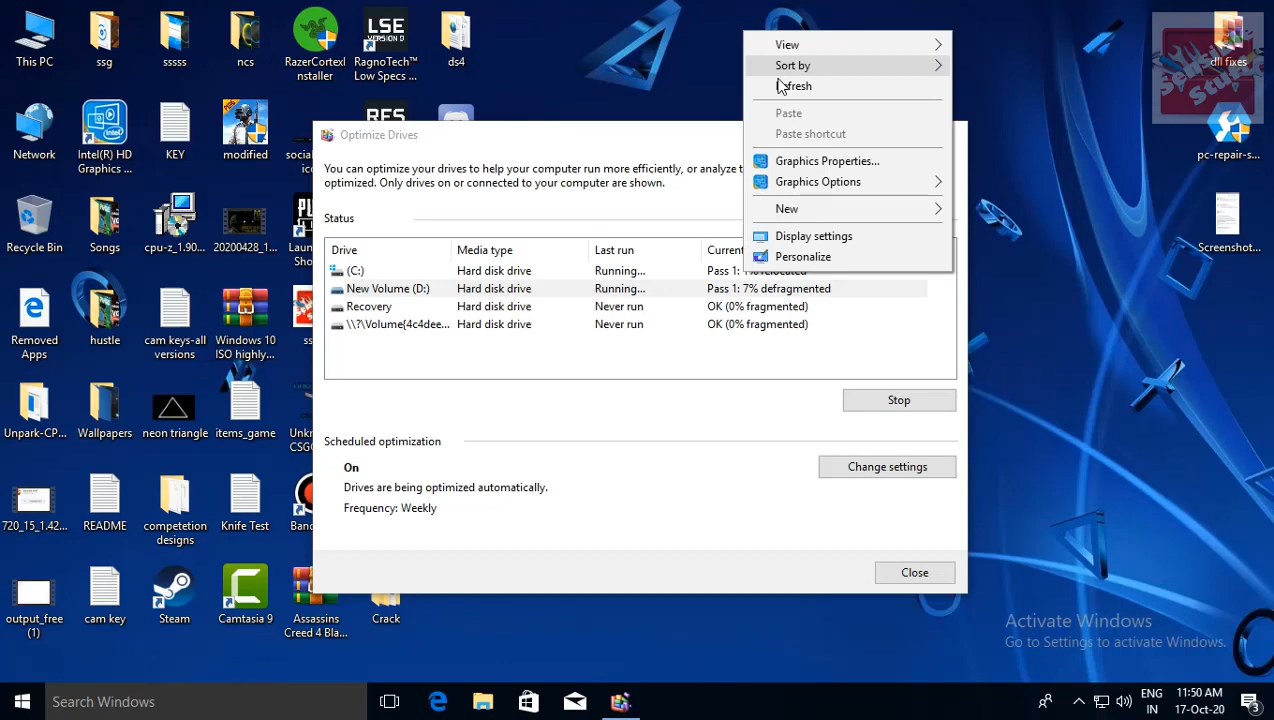 This PC
ssg
sssss
ncs
RazerCortexI
nstaller
LSE
VERSION D
RagnoTech™
Low Specs ...
ds4
Network
Intel(R) HD
Graphics ...
KEY
modified
RES
Recycle Bin
Songs
cpu-z_1.90...
20200428_1...
Removed
Apps
hustle
cam keys-all
versions
Windows 10
ISO highly...
Unpark-CP...
Wallpapers
neon triangle
items_game
720_15_1.42...
README
competetion
designs
Knife Test
output_free
(1)
cam key
Steam
Camtasia 9
Assassins
Creed 4 Bla...
Crack
Optimize Drives
You can optimize your drives to help your computer run more efficiently, or analyze t
optimized. Only drives on or connected to your computer are shown.
Status
Drive Media type Last run Current
(C:) Hard disk drive Running... Pass 1: 1% relocated
New Volume (D:) Hard disk drive Running... Pass 1: 7% defragmented
Recovery Hard disk drive Never run OK (0% fragmented)
\\?\Volume{4c4dee... Hard disk drive Never run OK (0% fragmented)
Stop
Scheduled optimization
On
Change settings
Drives are being optimized automatically.
Frequency: Weekly
Close
View
Sort by
Refresh
Paste
Paste shortcut
Graphics Properties...
Graphics Options
New
Display settings
Personalize
dll fixes
pc-repair-s...
Screenshot...
Activate Windows
Go to Settings to activate Windows.
Search Windows
ENG
IN
11:50 AM
17-Oct-20
3